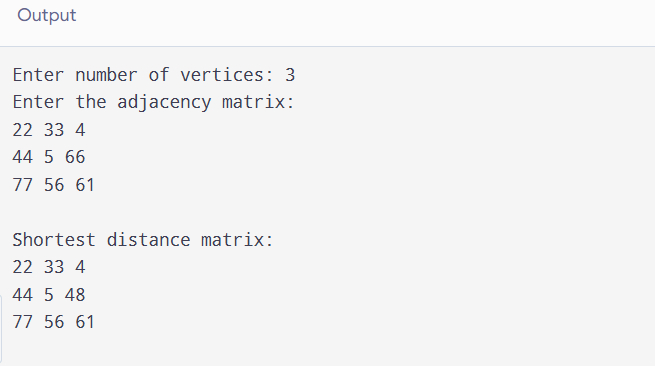 Output
Enter number of vertices: 3
Enter the adjacency matrix:
22 33 4
44 5 66
77 56 61
Shortest distance matrix:
22 33 4
44 5 48
77 56 61